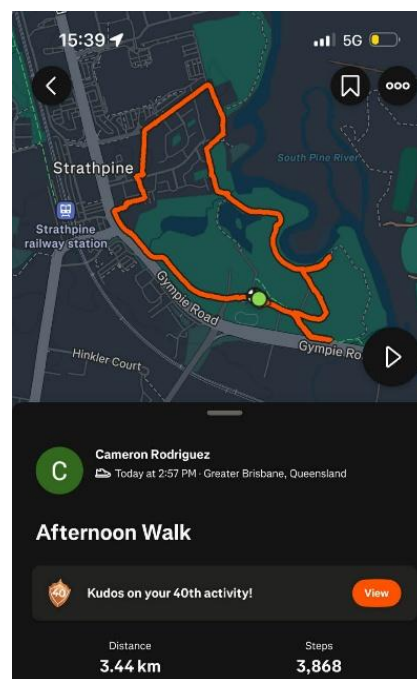 15:39
5G
Strathpine
South Pine River
Strathpine
railway station
Gympie Road
Gympie Ro
Hinkler Court
C
Cameron Rodriguez
Today at 2:57 PM · Greater Brisbane, Queensland
Afternoon Walk
40
Kudos on your 40th activity!
View
Distance
Steps
3.44 km
3,868